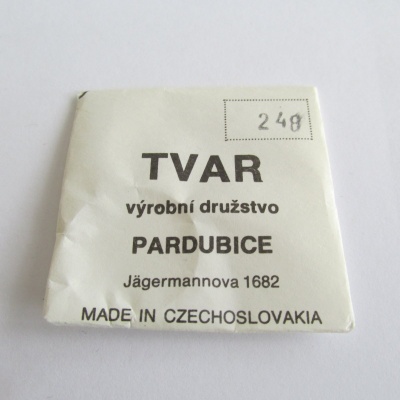 248
TVAR
výrobní družstvo
PARDUBICE
Jägermannova 1682
MADE IN CZECHOSLOVAKIA